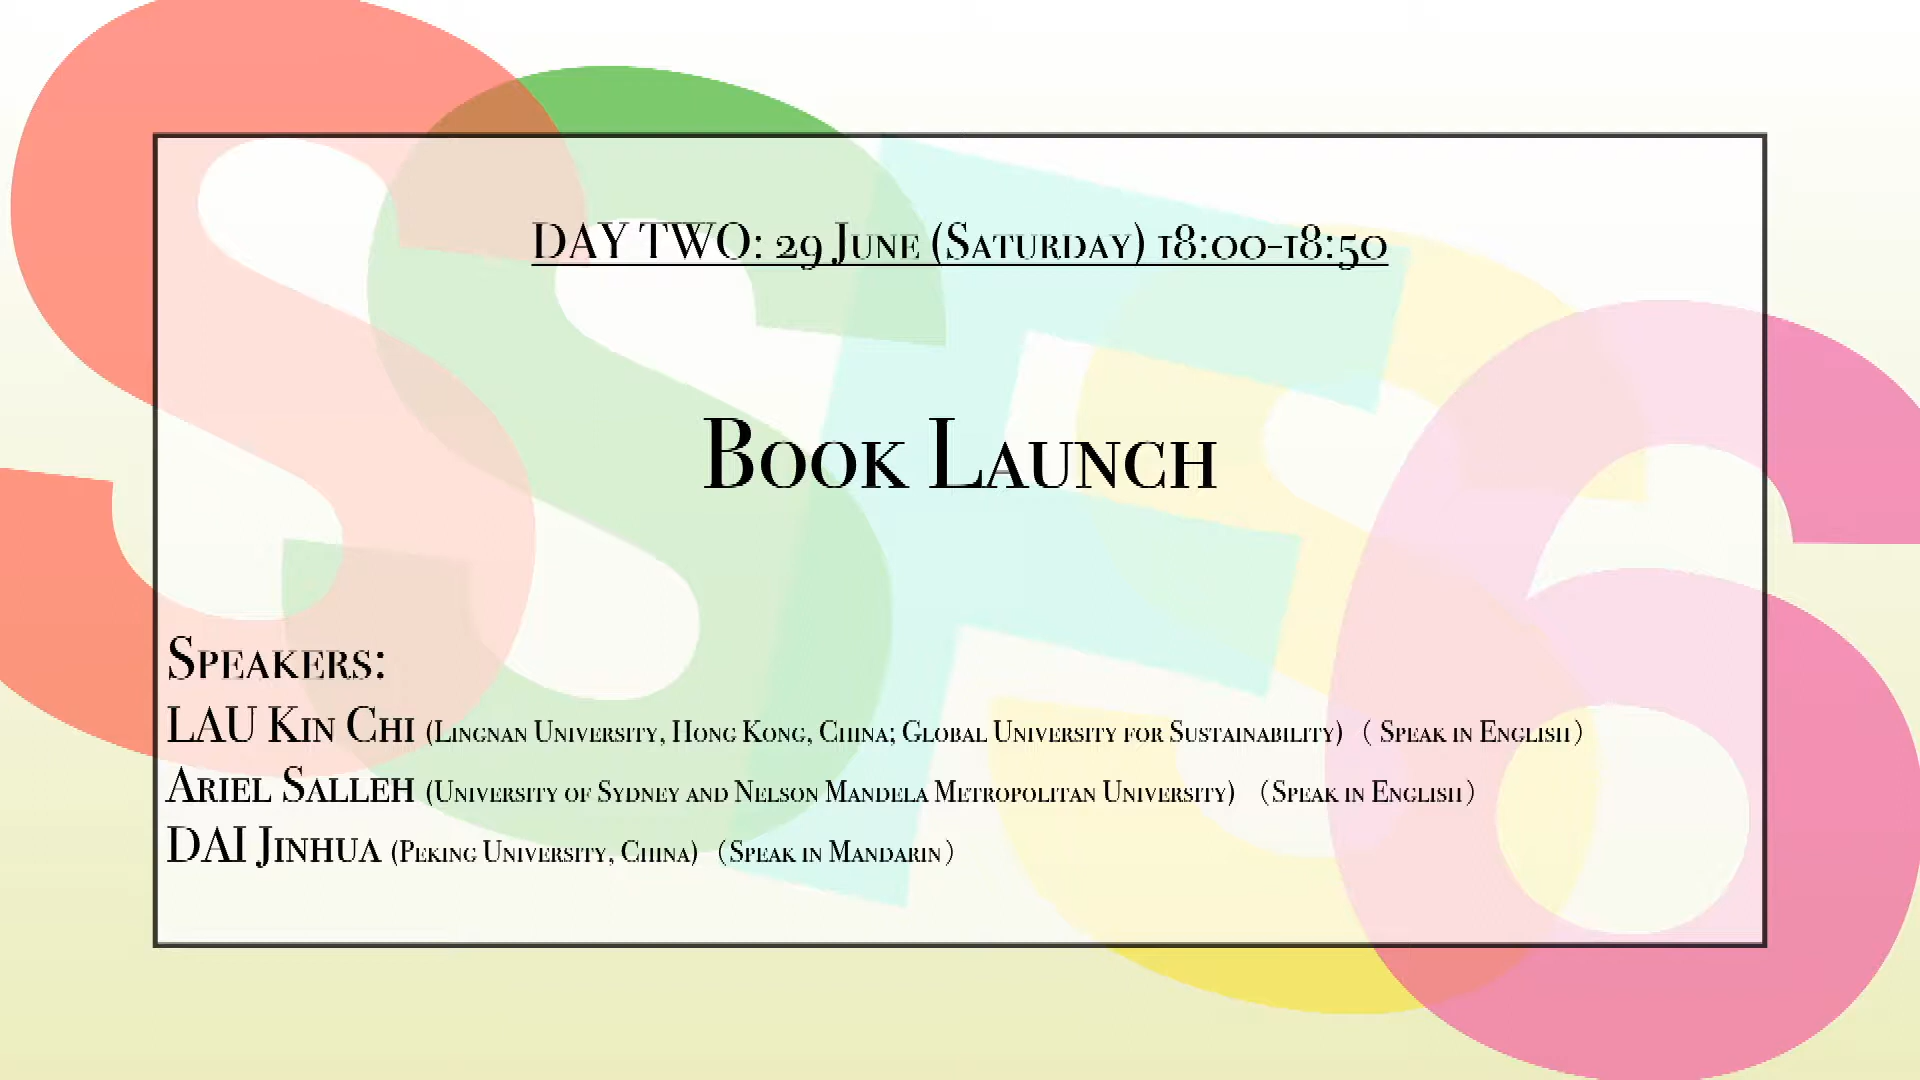 DAY TWO: 29 June (Saturday) 18:00-18:50
Book Launch
Speakers:
LAU Kin Chi (Lingnan University, Hong Kong, China; Global University for Sustainability)（ Speak in English）
Ariel Salleh (University of Sydney and Nelson Mandela Metropolitan University) （Speak in English）
DAI Jinhua (Peking University, China)（Speak in Mandarin）